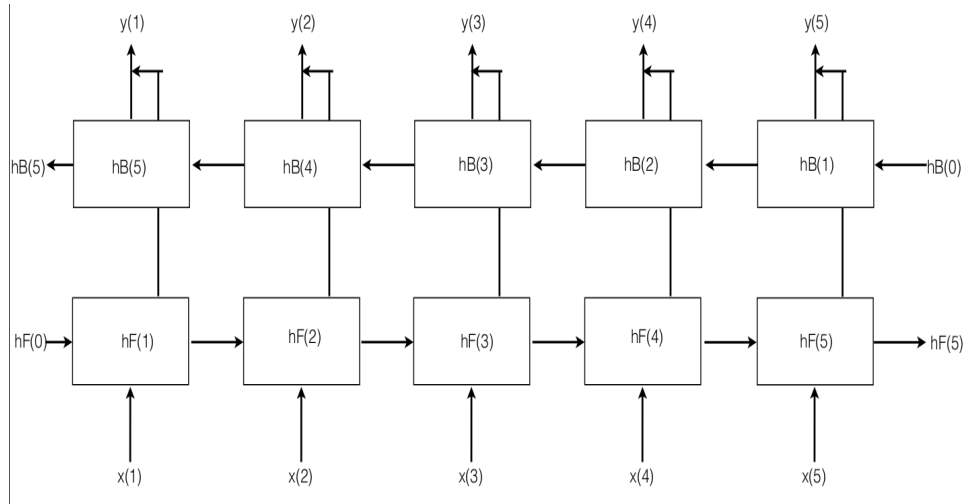 y(1) y(2) y(3) y(4) y(5)
hB(5) hB(5) hB(4) hB(3) hB(2) hB(1) hB(0)
hF(0) hF(1) hF(2) hF(3) hF(4) hF(5) hF(5)
x(1) x(2) x(3) x(4) x(5)